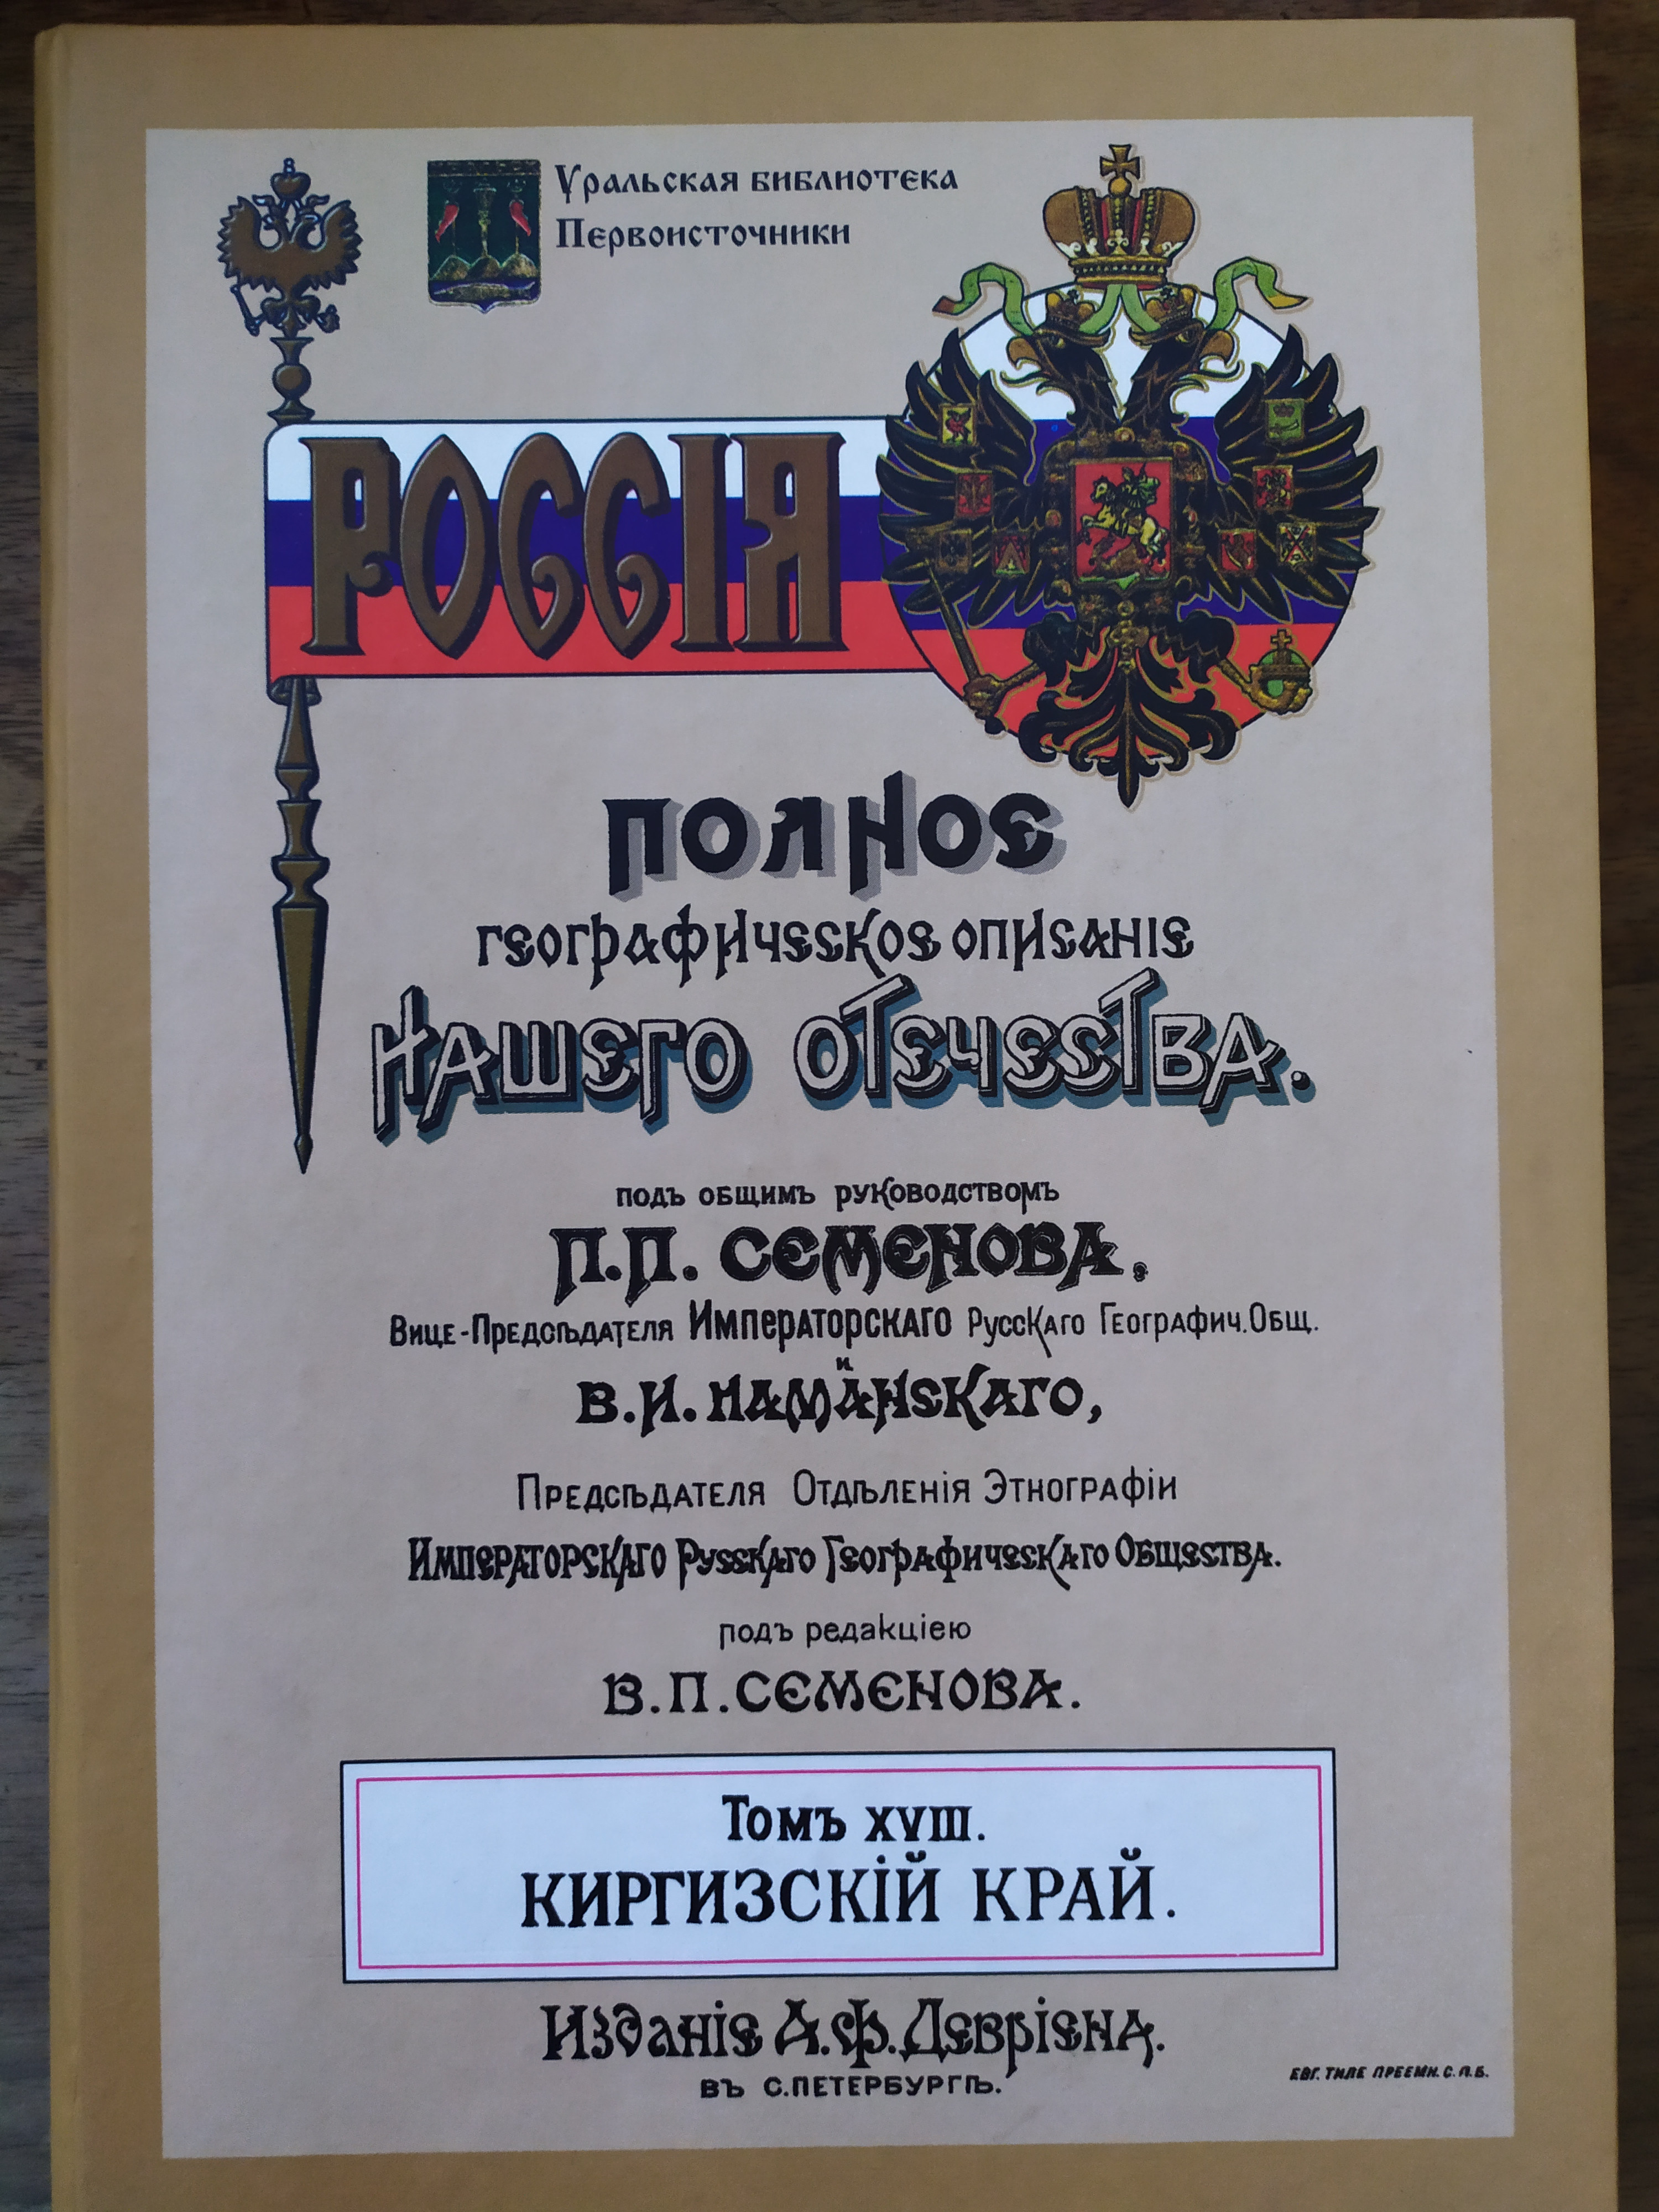 Уральская библиотека
Первоисточники
РОССІЯ
ПОЛНОЕ
ГЕОГРАФИЧЕСКОЕ ОПИСАНІЕ
НАШЕГО ОТЕЧЕСТВА.
ПОДЪ ОБЩИМЪ РУКОВОДСТВОМЪ
П.П. СЕМЕНОВА,
ВИЦЕ-ПРЕДСѢДАТЕЛЯ ИМПЕРАТОРСКАГО РУССКАГО ГЕОГРАФИЧ.ОБЩ.
и
В.И. ЛАМАНСКАГО,
ПРЕДСѢДАТЕЛЯ ОТДѢЛЕНІЯ ЭТНОГРАФІИ
ИМПЕРАТОРСКАГО РУССКАГО ГЕОГРАФИЧЕСКАГО ОБЩЕСТВА.
подъ редакціею
В.П.СЕМЕНОВА.
Томъ XVIII.
КИРГИЗСКІЙ КРАЙ.
Изданіе А.Ф.Девріена.
ВЪ С.ПЕТЕРБУРГѢ.
ЕВГ. ТИЛЕ ПРЕЕМН. С.П.Б.